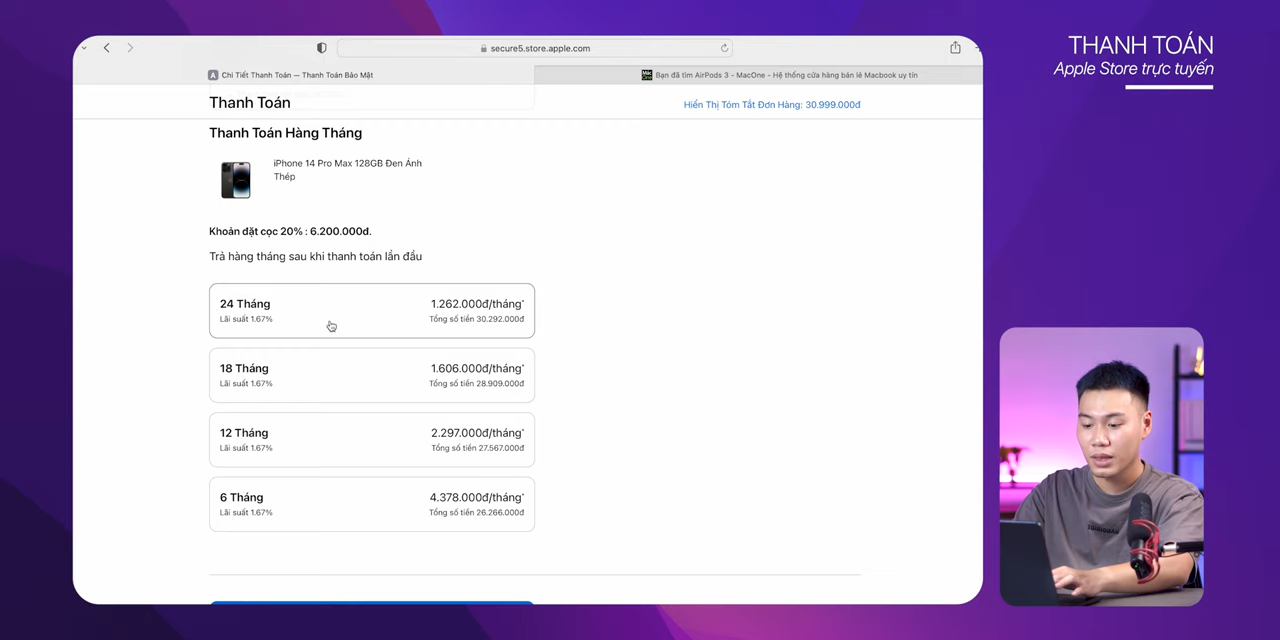 THANH TOÁN
Apple Store trực tuyến
secure5.store.apple.com
Chi Tiết Thanh Toán — Thanh Toán Bảo Mật
Bạn đã tìm AirPods 3 - MacOne - Hệ thống cửa hàng bán lẻ Macbook uy tín
Thanh Toán
Hiển Thị Tóm Tắt Đơn Hàng: 30.999.000đ
Thanh Toán Hàng Tháng
iPhone 14 Pro Max 128GB Đen Ánh
Thép
Khoản đặt cọc 20% : 6.200.000đ.
Trả hàng tháng sau khi thanh toán lần đầu
24 Tháng
1.262.000đ/tháng*
Lãi suất 1.67%
Tổng số tiền 30.292.000đ
18 Tháng
1.606.000đ/tháng*
Lãi suất 1.67%
Tổng số tiền 28.909.000đ
12 Tháng
2.297.000đ/tháng*
Lãi suất 1.67%
Tổng số tiền 27.567.000đ
6 Tháng
4.378.000đ/tháng*
Lãi suất 1.67%
Tổng số tiền 26.266.000đ